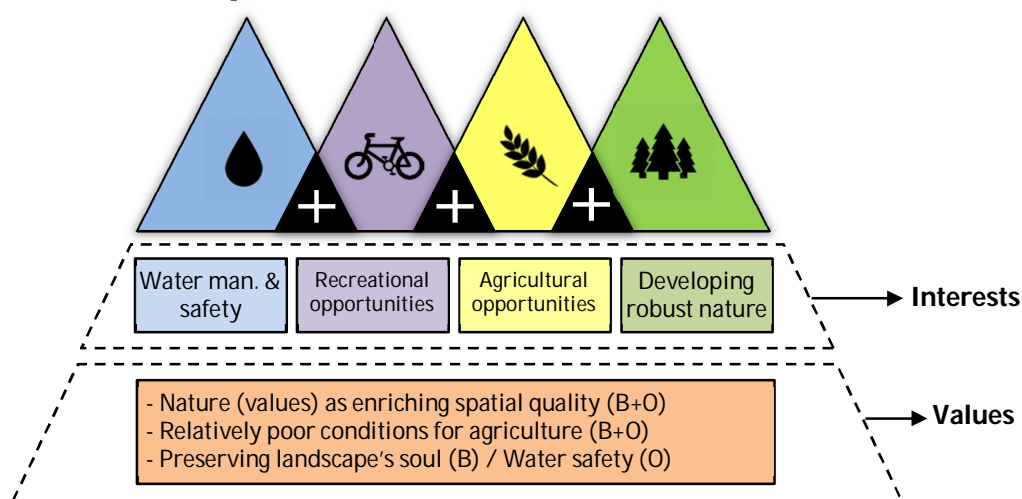 + + +
Water man. &
safety
Recreational
opportunities
Agricultural
opportunities
Developing
robust nature
Interests
- Nature (values) as enriching spatial quality (B+O)
- Relatively poor conditions for agriculture (B+O)
- Preserving landscape's soul (B) / Water safety (O)
Values